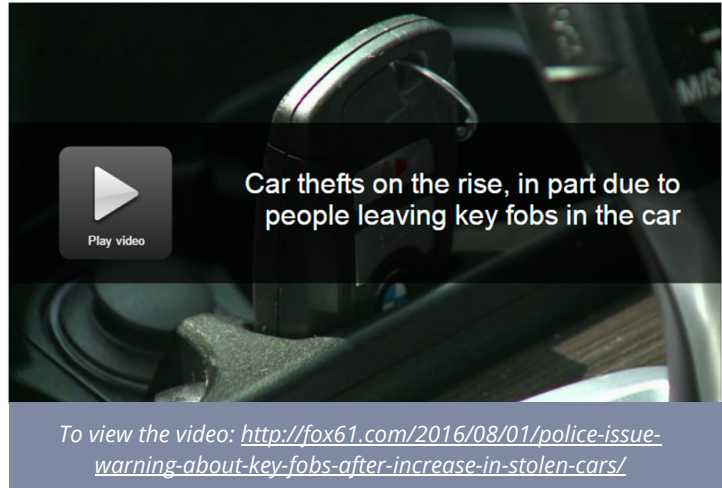 Car thefts on the rise, in part due to
people leaving key fobs in the car
Play video
To view the video: http://fox61.com/2016/08/01/police-issue-
warning-about-key-fobs-after-increase-in-stolen-cars/